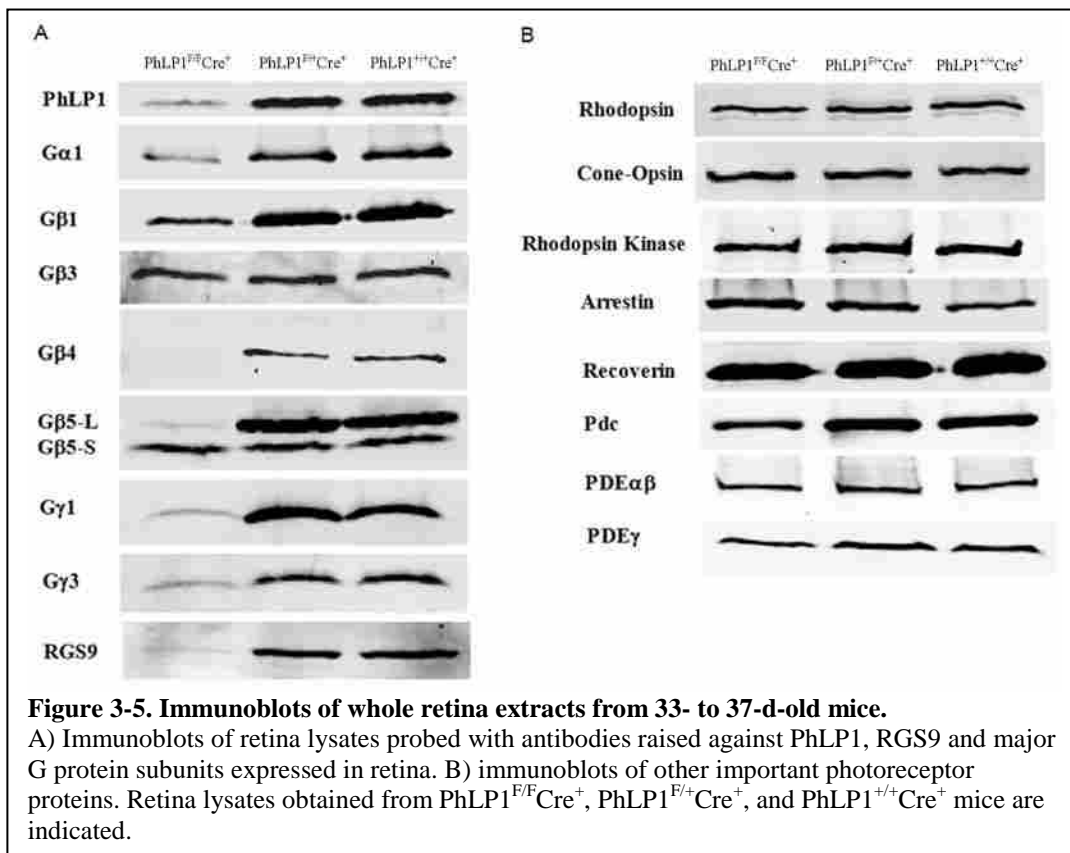 A
PhLP1F/FCre+ PhLP1F/+Cre+ PhLP1+/+Cre+
PhLP1
Gα1
Gβ1
Gβ3
Gβ4
Gβ5-L
Gβ5-S
Gγ1
Gγ3
RGS9
B
PhLP1F/FCre+ PhLP1F/+Cre+ PhLP1+/+Cre+
Rhodopsin
Cone-Opsin
Rhodopsin Kinase
Arrestin
Recoverin
Pdc
PDEαβ
PDEγ
Figure 3-5. Immunoblots of whole retina extracts from 33- to 37-d-old mice.
A) Immunoblots of retina lysates probed with antibodies raised against PhLP1, RGS9 and major
G protein subunits expressed in retina. B) immunoblots of other important photoreceptor
proteins. Retina lysates obtained from PhLP1F/FCre+, PhLP1F/+Cre+, and PhLP1+/+Cre+ mice are
indicated.